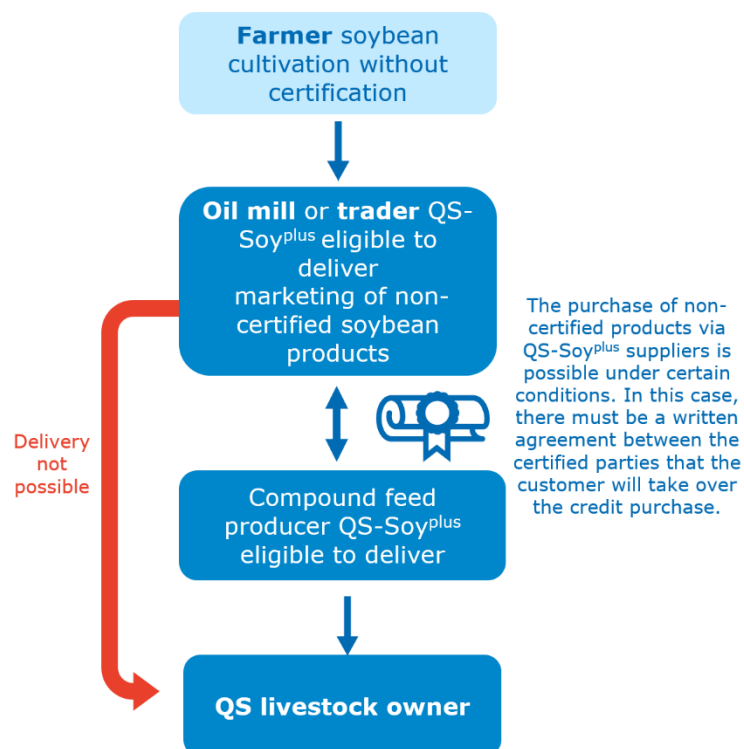 Farmer soybean
cultivation without
certification
Oil mill or trader QS-
Soyplus eligible to
deliver
marketing of non-
certified soybean
products
The purchase of non-
certified products via
QS-Soyplus suppliers is
possible under certain
conditions. In this case,
there must be a written
agreement between the
certified parties that the
customer will take over
the credit purchase.
Delivery
not
possible
Compound feed
producer QS-Soyplus
eligible to deliver
QS livestock owner